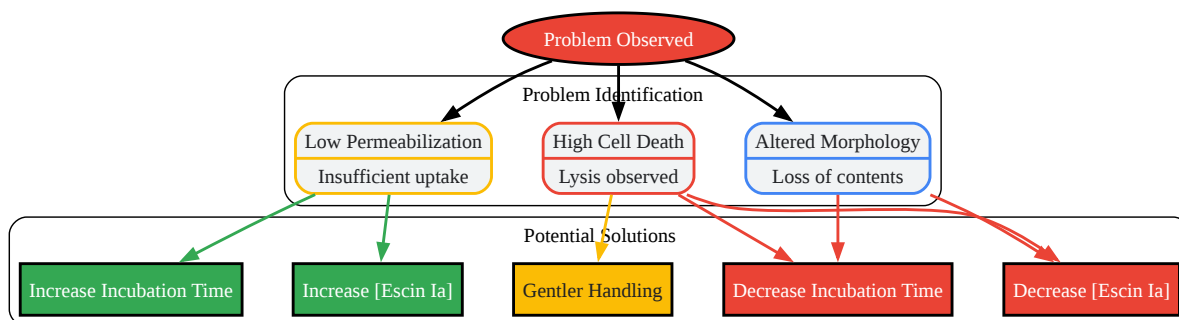 Problem Observed
Problem Identification
Low Permeabilization
Insufficient uptake
High Cell Death
Lysis observed
Altered Morphology
Loss of contents
Potential Solutions
Increase Incubation Time
Increase [Escin Ia]
Gentler Handling
Decrease Incubation Time
Decrease [Escin Ia]